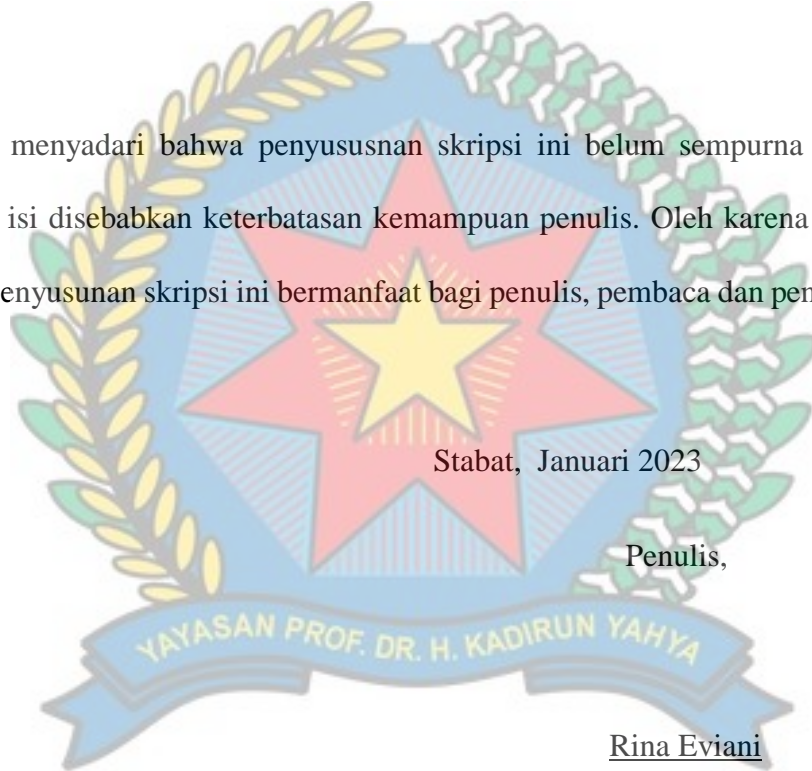 menyadari bahwa penyususnan skripsi ini belum sempurna
isi disebabkan keterbatasan kemampuan penulis. Oleh karena
enyusunan skripsi ini bermanfaat bagi penulis, pembaca dan pen
Stabat, Januari 2023
Penulis,
YAYASAN PROF. DR. H. KADIRUN YAHYA
Rina Eviani